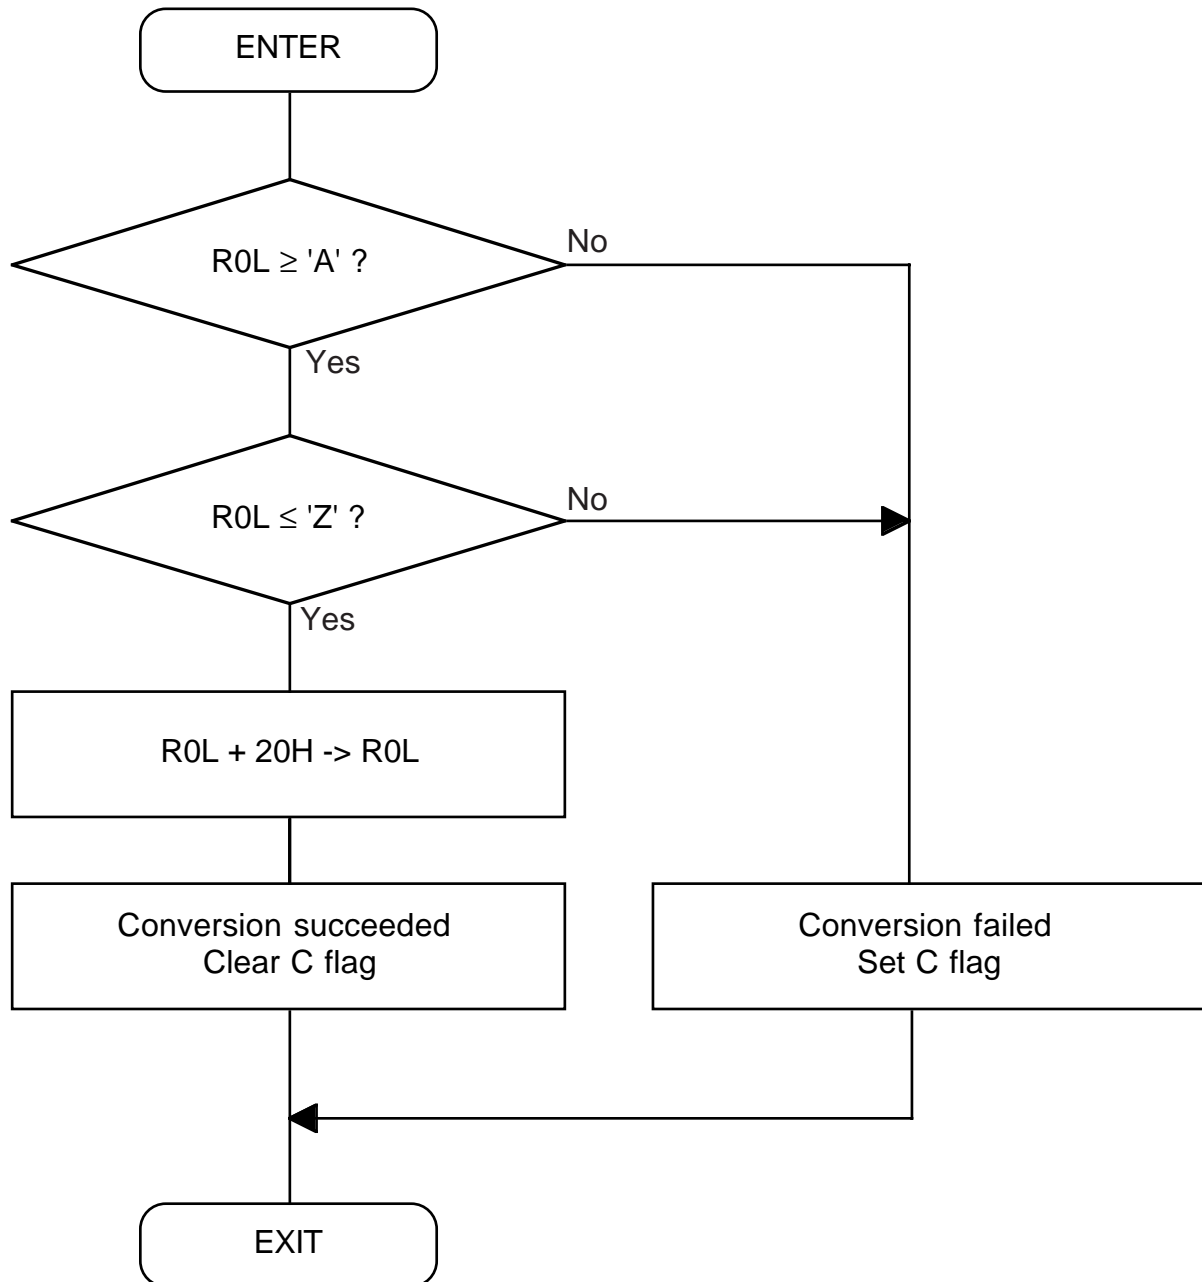 ENTER
R0L ≥ 'A' ?
No
Yes
R0L ≤ 'Z' ?
No
Yes
R0L + 20H -> R0L
Conversion succeeded
Clear C flag
Conversion failed
Set C flag
EXIT